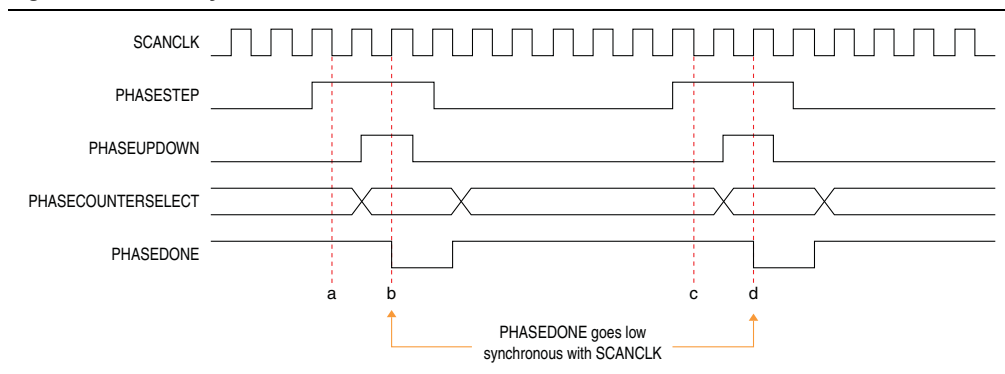 SCANCLK
PHASESTEP
PHASEUPDOWN
PHASECOUNTERSELECT
PHASEDONE
a b c d
PHASEDONE goes low
synchronous with SCANCLK